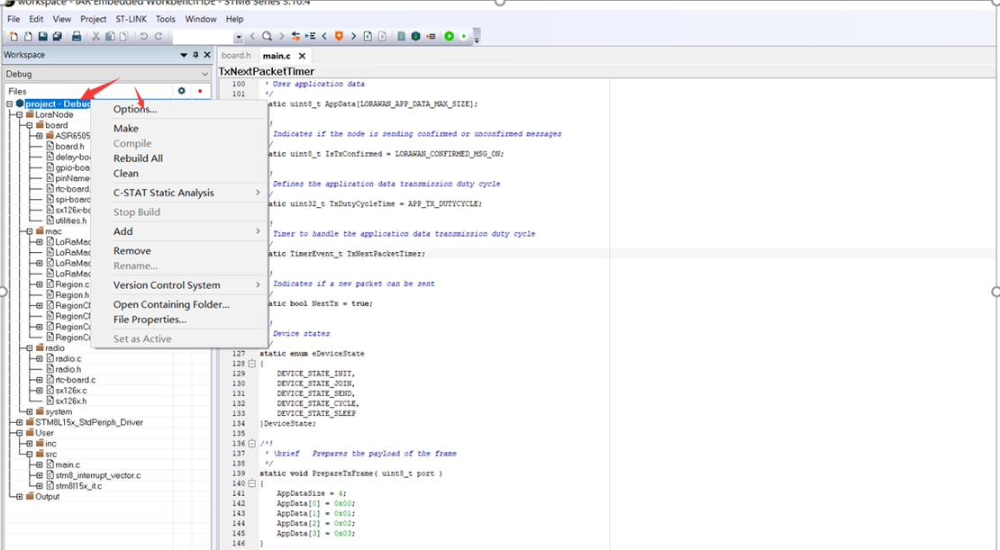 workspace - IAR Embedded Workbench IDE - STM8 Series 3.10.4
File Edit View Project ST-LINK Tools Window Help
Workspace
Debug
Files
project - Debug
LoraNode
board
ASR6505
board.h
delay-boa
gpio-boa
pinName
rtc-board.
spi-board
sx126x-bo
utilities.h
mac
LoRaMac
LoRaMac
LoRaMac
LoRaMac
Region.c
Region.h
RegionCN
RegionCN
RegionCo
RegionCo
radio
radio.c
radio.h
rtc-board.c
sx126x.c
sx126x.h
system
STM8L15x_StdPeriph_Driver
User
inc
src
main.c
stm8_interrupt_vector.c
stm8l15x_it.c
Output
Options...
Make
Compile
Rebuild All
Clean
C-STAT Static Analysis
Stop Build
Add
Remove
Rename...
Version Control System
Open Containing Folder...
File Properties...
Set as Active
board.h main.c
TxNextPacketTimer
100 * User application data
101 */
atic uint8_t AppData[LORAWAN_APP_DATA_MAX_SIZE];
!
Indicates if the node is sending confirmed or unconfirmed messages
/
atic uint8_t IsTxConfirmed = LORAWAN_CONFIRMED_MSG_ON;
!
Defines the application data transmission duty cycle
/
atic uint32_t TxDutyCycleTime = APP_TX_DUTYCYCLE;
!
Timer to handle the application data transmission duty cycle
/
atic TimerEvent_t TxNextPacketTimer;
!
Indicates if a new packet can be sent
/
atic bool NextTx = true;
!
Device states
/
127 static enum eDeviceState
128 {
129 DEVICE_STATE_INIT,
130 DEVICE_STATE_JOIN,
131 DEVICE_STATE_SEND,
132 DEVICE_STATE_CYCLE,
133 DEVICE_STATE_SLEEP
134 }DeviceState;
135
136 /*!
137 * \brief Prepares the payload of the frame
138 */
139 static void PrepareTxFrame( uint8_t port )
140 {
141 AppDataSize = 4;
142 AppData[0] = 0x00;
143 AppData[1] = 0x01;
144 AppData[2] = 0x02;
145 AppData[3] = 0x03;
146 }